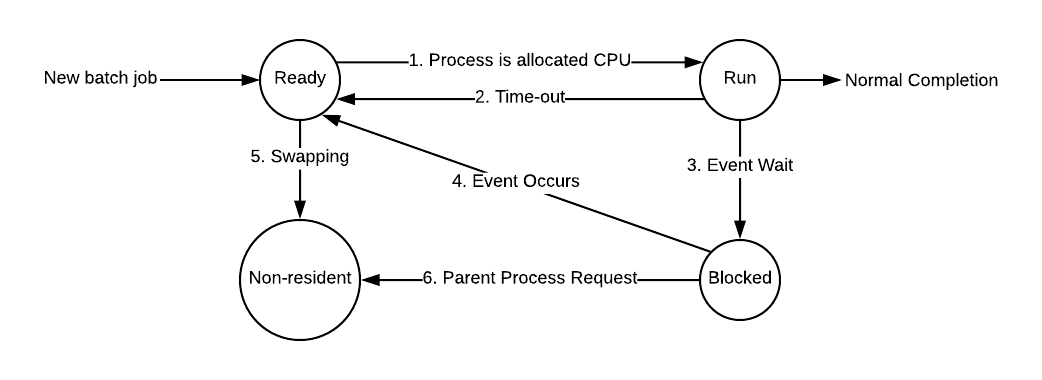 1. Process is allocated CPU
New batch job
Ready
Run
Normal Completion
2. Time-out
5. Swapping
3. Event Wait
4. Event Occurs
Non-resident
6. Parent Process Request
Blocked